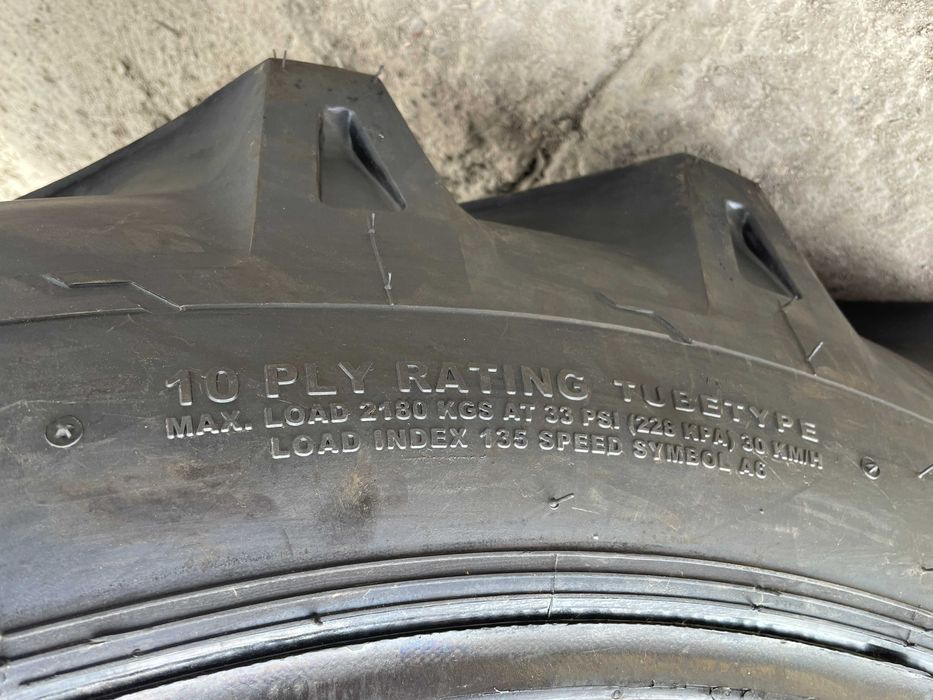 10 PLY RATING TUBETYPE
MAX. LOAD 2180 KGS AT 33 PSI (228 KPA) 30 KM/H
LOAD INDEX 135 SPEED SYMBOL A6